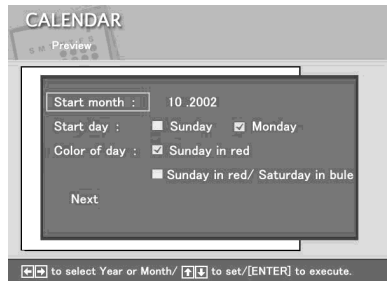 CALENDAR
Preview
Start month : 10 .2002
Start day : Sunday Monday
Color of day : Sunday in red
Sunday in red/ Saturday in bule
Next
to select Year or Month/ to set/[ENTER] to execute.